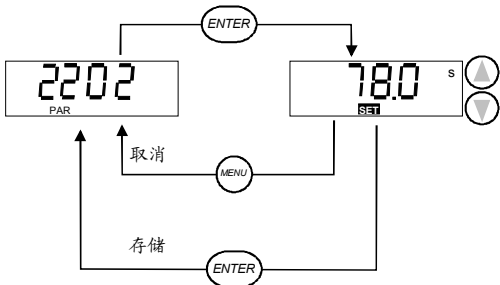 ENTER
2202
PAR
78.0 s
SET
取消
MENU
存储
ENTER